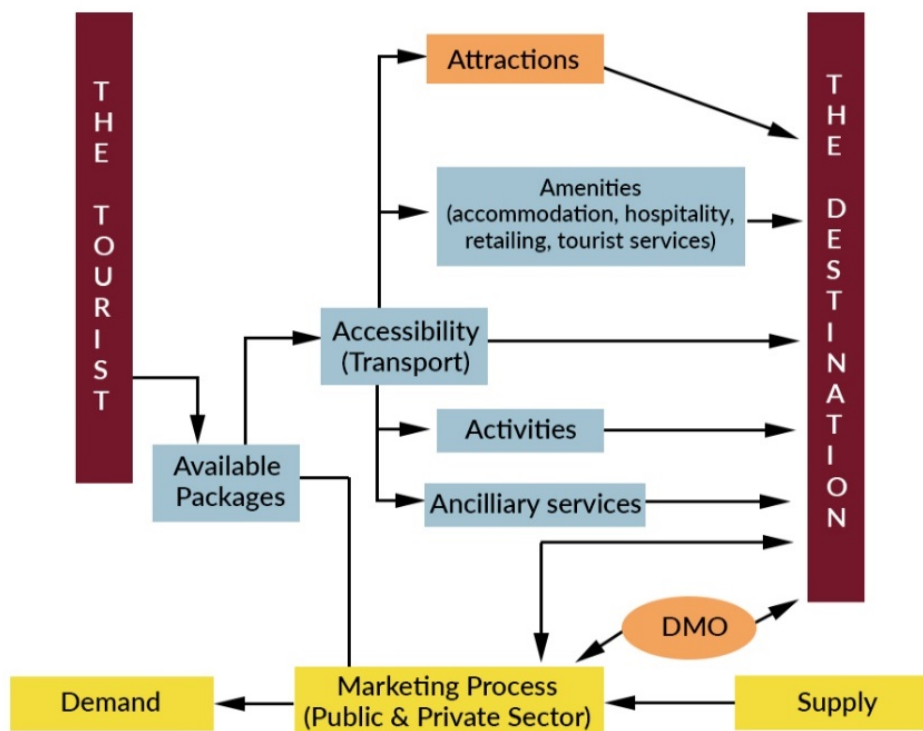 THE TOURIST
Attractions
Amenities
(accommodation, hospitality,
retailing, tourist services)
Accessibility
(Transport)
Activities
Available
Packages
Ancilliary services
THE DESTINATION
DMO
Demand
Marketing Process
(Public & Private Sector)
Supply